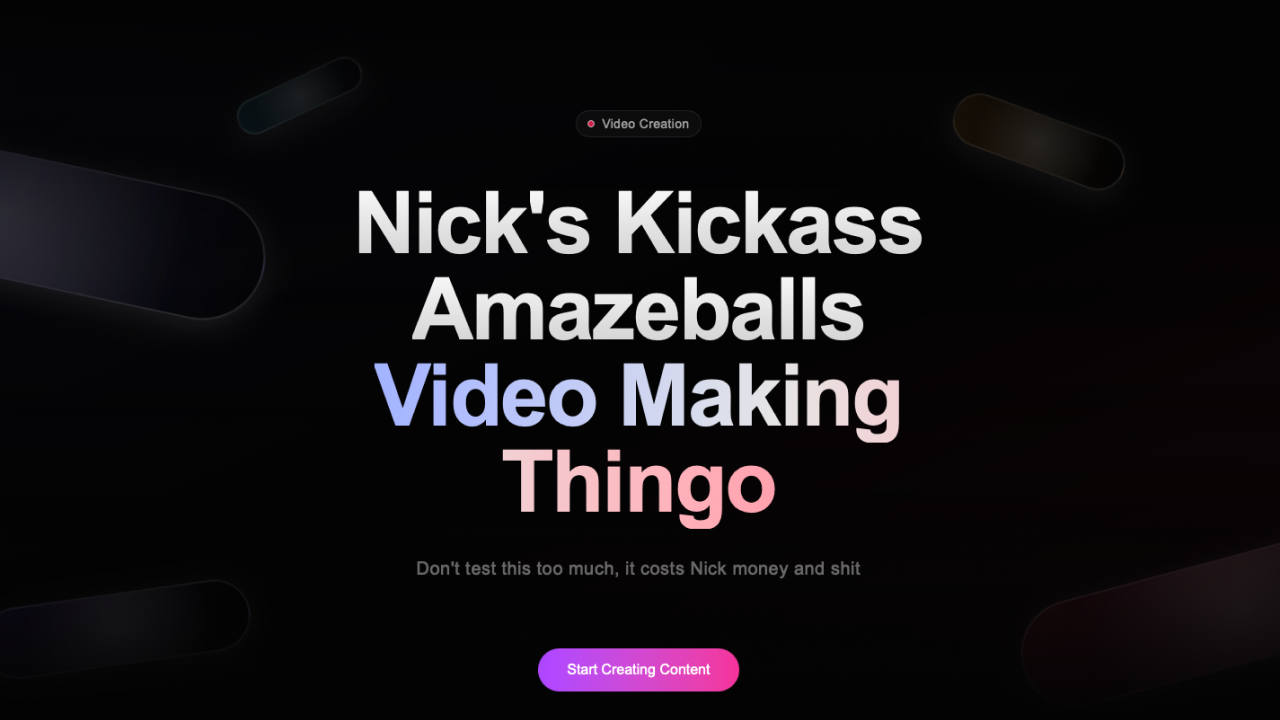 Video Creation
Nick's Kickass
Amazeballs
Video Making
Thingo
Don't test this too much, it costs Nick money and shit
Start Creating Content